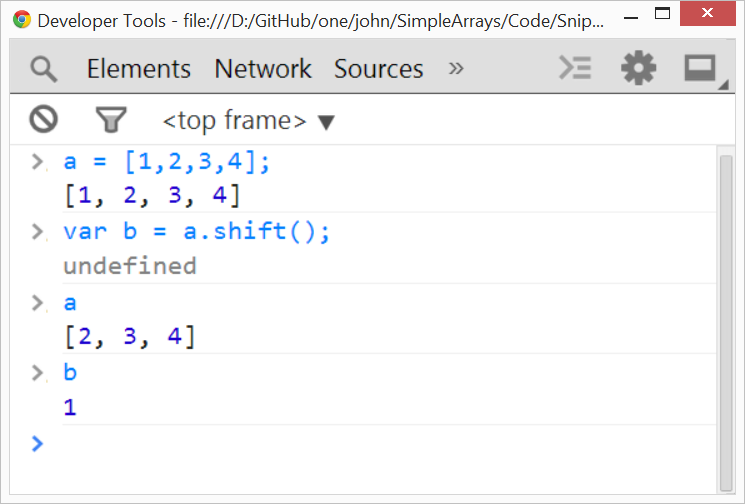 Developer Tools - file:///D:/GitHub/one/john/SimpleArrays/Code/Snip...
Elements Network Sources »
<top frame> ▼
> a = [1,2,3,4];
[1, 2, 3, 4]
> var b = a.shift();
undefined
> a
[2, 3, 4]
> b
1
>